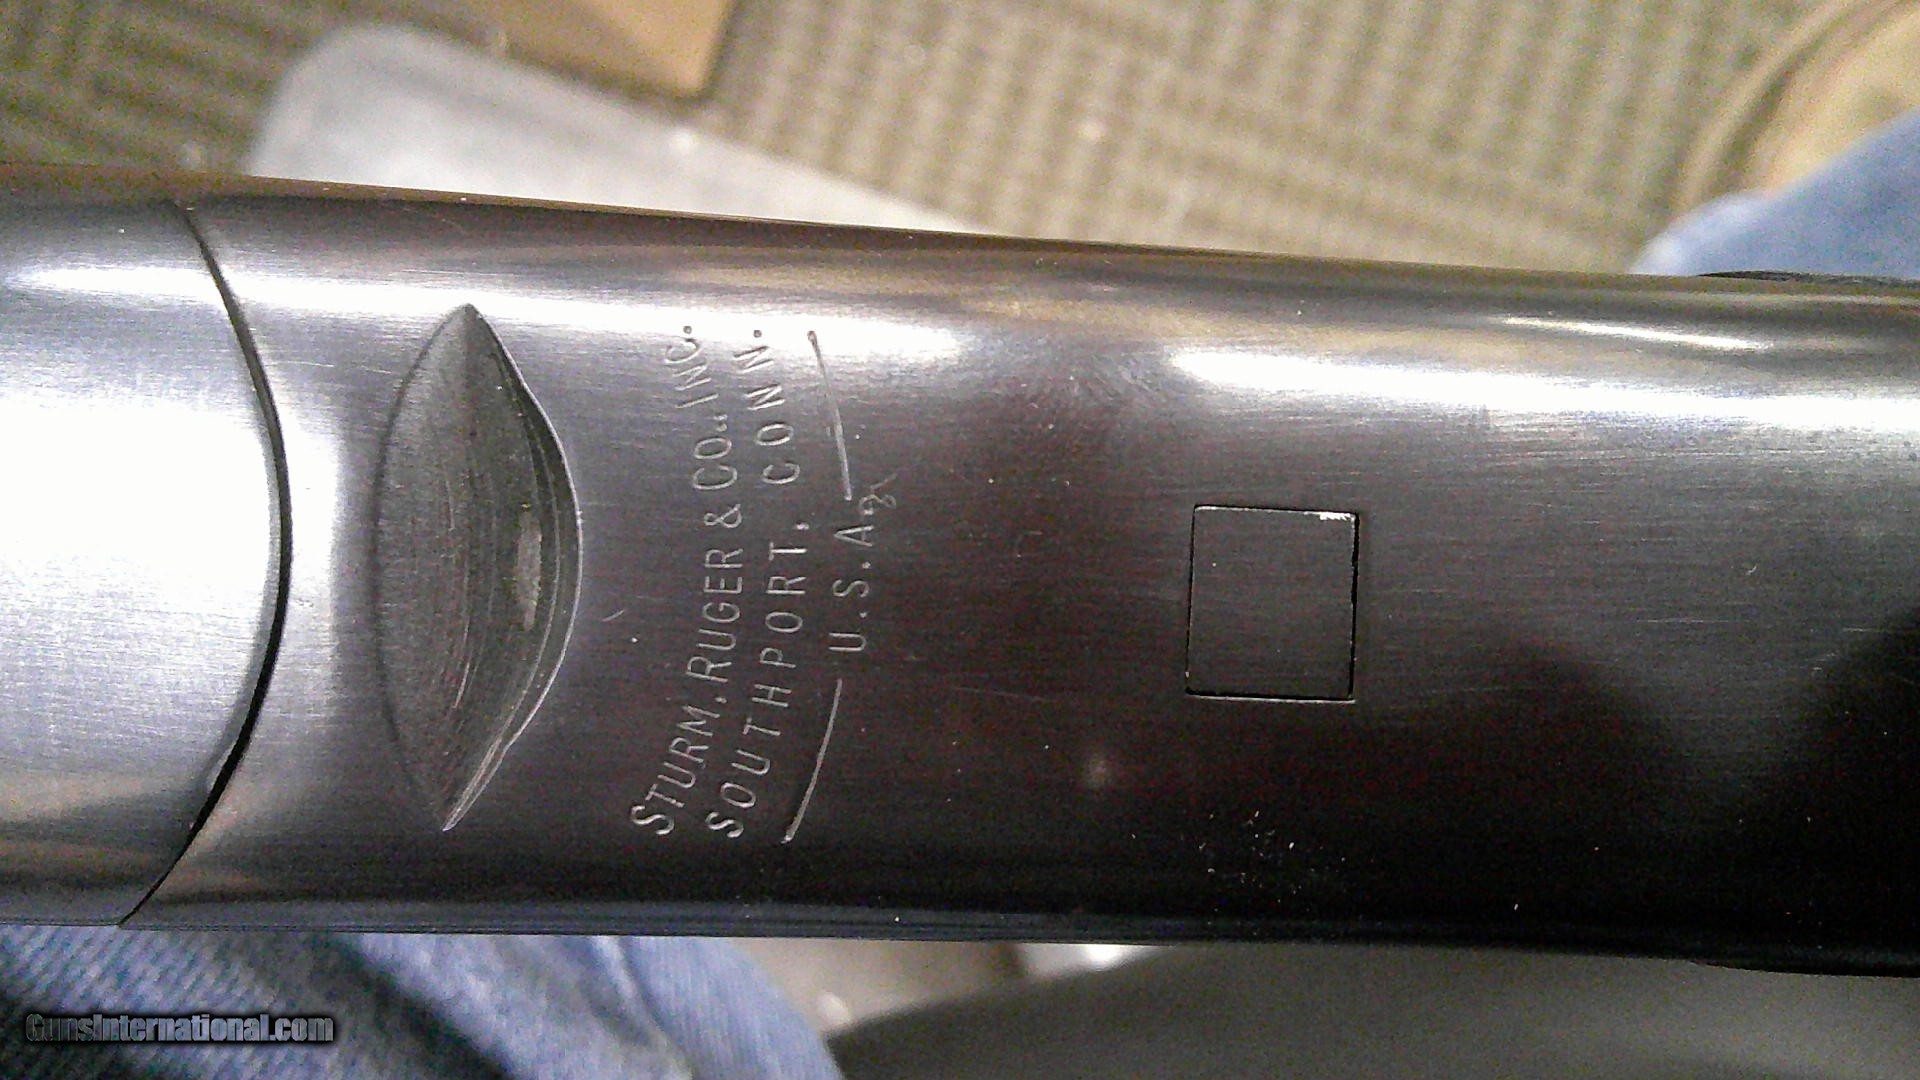 STURM, RUGER & CO., INC.
SOUTHPORT, CONN.
U.S.A.
GunsInternational.com